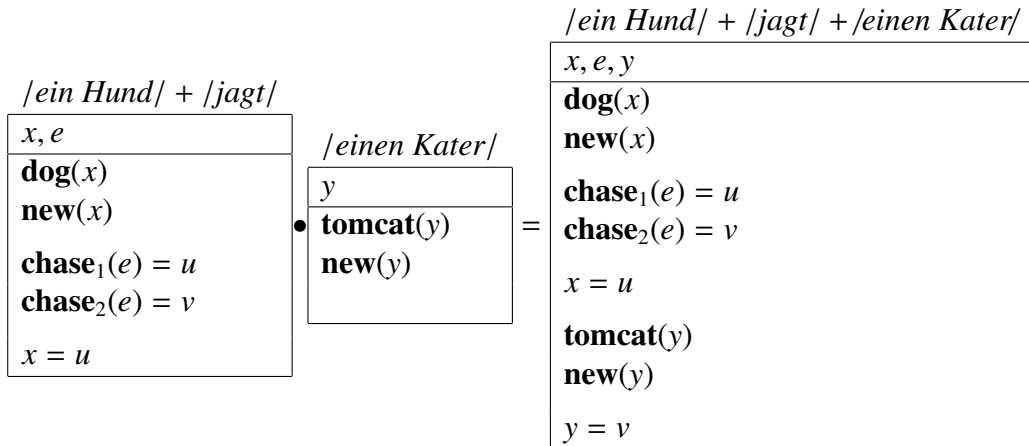 /ein Hund/ + /jagt/
x, e
dog(x)
new(x)
chase₁(e) = u
chase₂(e) = v
x = u
•
/einen Kater/
y
tomcat(y)
new(y)
=
/ein Hund/ + /jagt/ +/einen Kater/
x, e, y
dog(x)
new(x)
chase₁(e) = u
chase₂(e) = v
x = u
tomcat(y)
new(y)
y = v